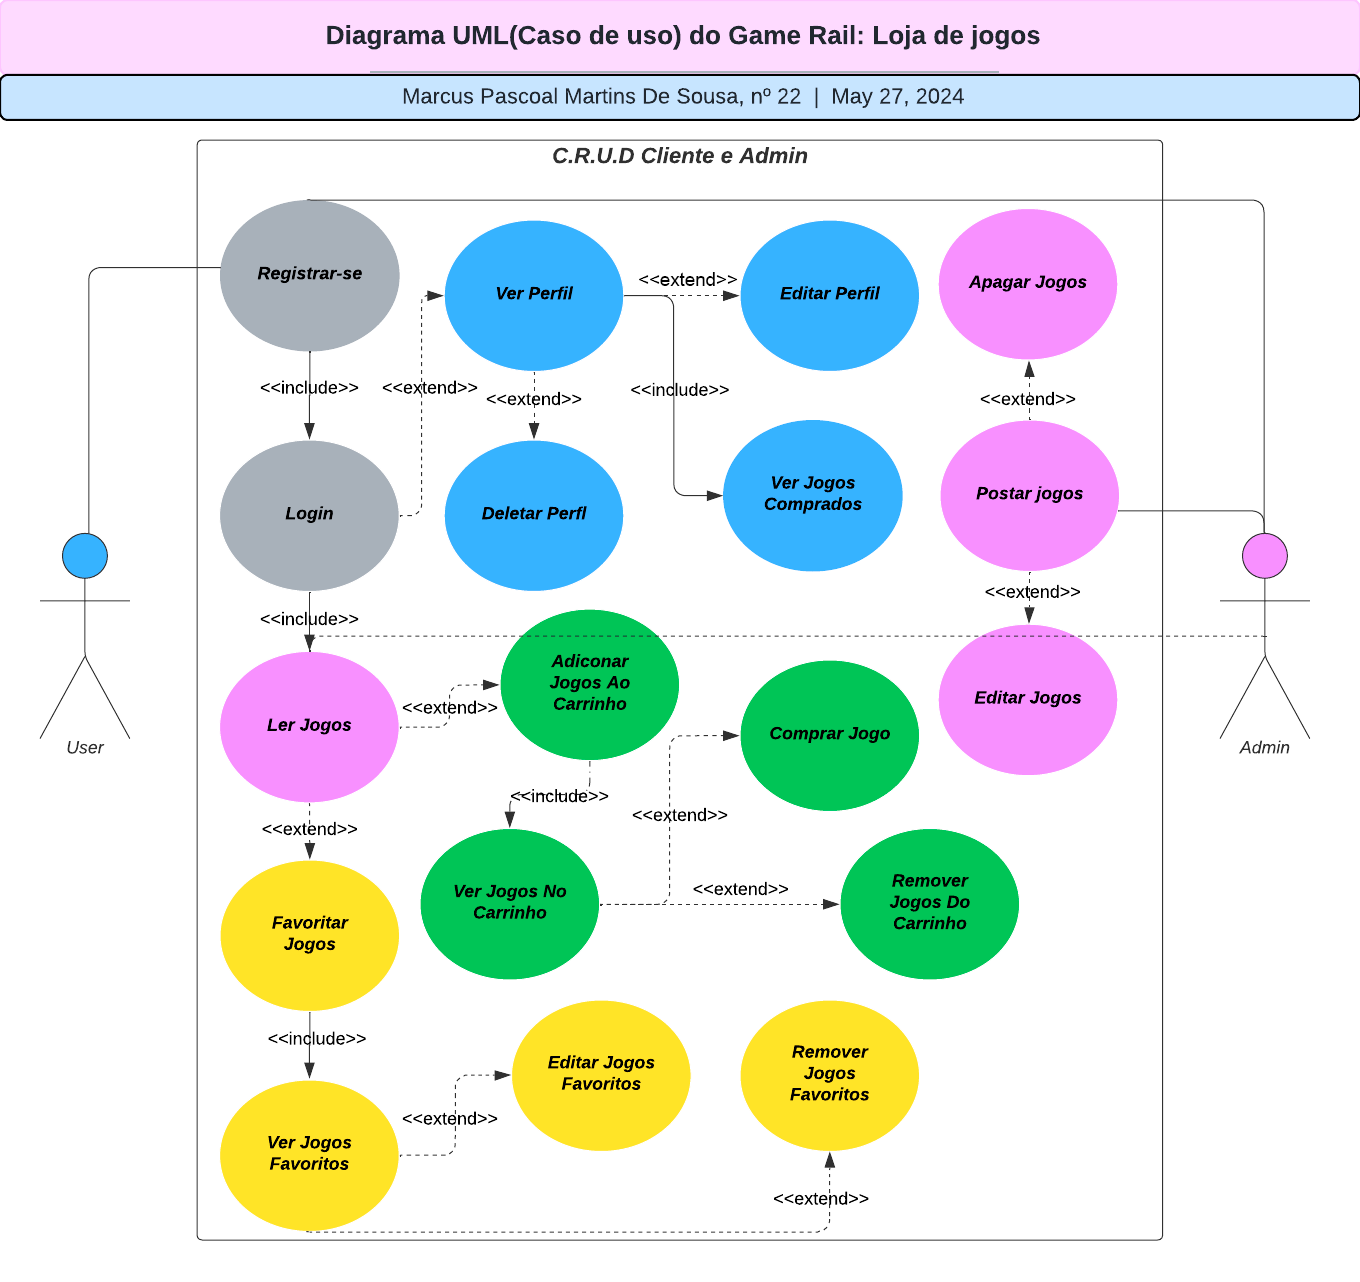 Diagrama UML(Caso de uso) do Game Rail: Loja de jogos
Marcus Pascoal Martins De Sousa, nº 22 | May 27, 2024
C.R.U.D Cliente e Admin
Registrar-se
Ver Perfil
<<extend>>
Editar Perfil
Apagar Jogos
<<include>>
<<extend>>
<<extend>>
<<include>>
<<extend>>
Login
Deletar Perfl
Ver Jogos
Comprados
Postar jogos
<<extend>>
<<include>>
Ler Jogos
<<extend>>
Adiconar
Jogos Ao
Carrinho
Comprar Jogo
Editar Jogos
User
Admin
<<include>>
<<extend>>
<<extend>>
Favoritar
Jogos
Ver Jogos No
Carrinho
<<extend>>
Remover
Jogos Do
Carrinho
<<include>>
Editar Jogos
Favoritos
Remover
Jogos
Favoritos
<<extend>>
Ver Jogos
Favoritos
<<extend>>